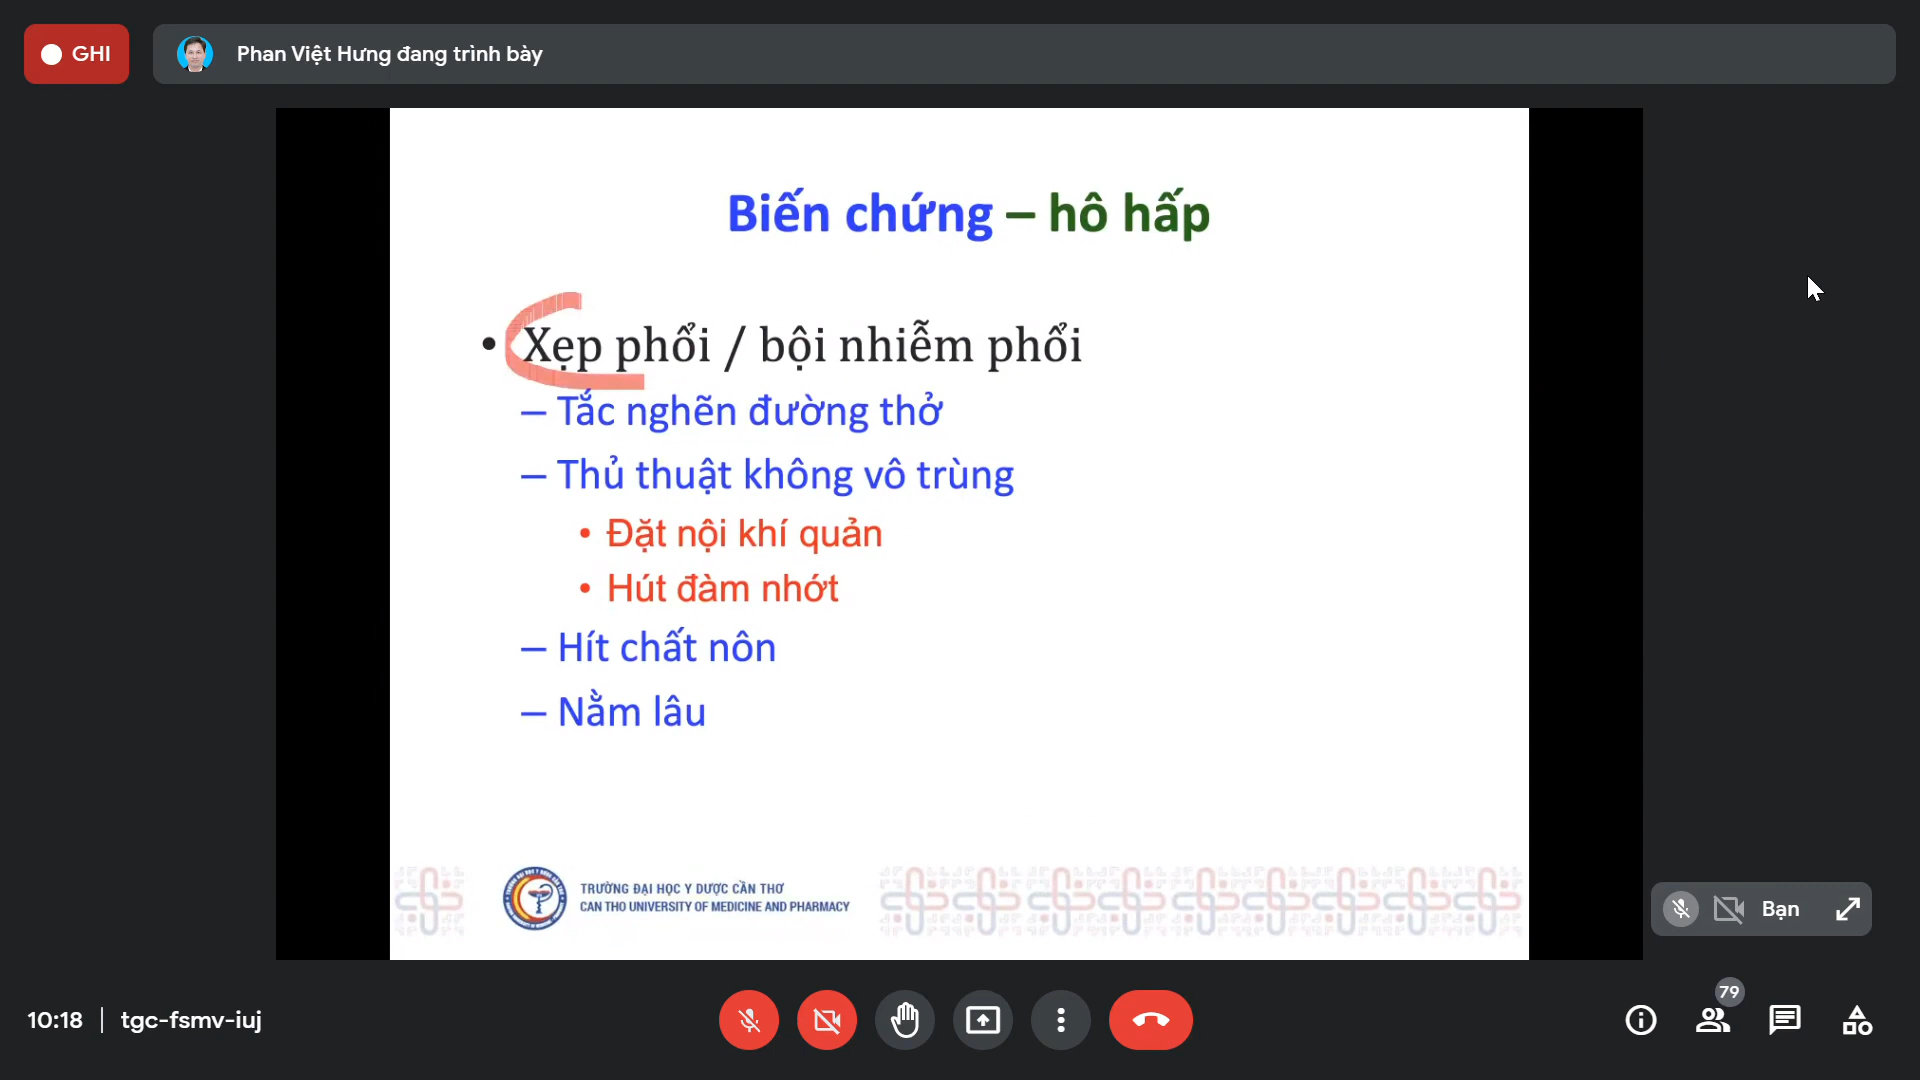 GHI
Phan Việt Hưng đang trình bày
Biến chứng – hô hấp
• Xẹp phổi / bội nhiễm phổi
– Tắc nghẽn đường thở
– Thủ thuật không vô trùng
• Đặt nội khí quản
• Hút đàm nhớt
– Hít chất nôn
– Nằm lâu
TRƯỜNG ĐẠI HỌC Y DƯỢC CẦN THƠ
CAN THO UNIVERSITY OF MEDICINE AND PHARMACY
Bạn
10:18 | tgc-fsmv-iuj
79